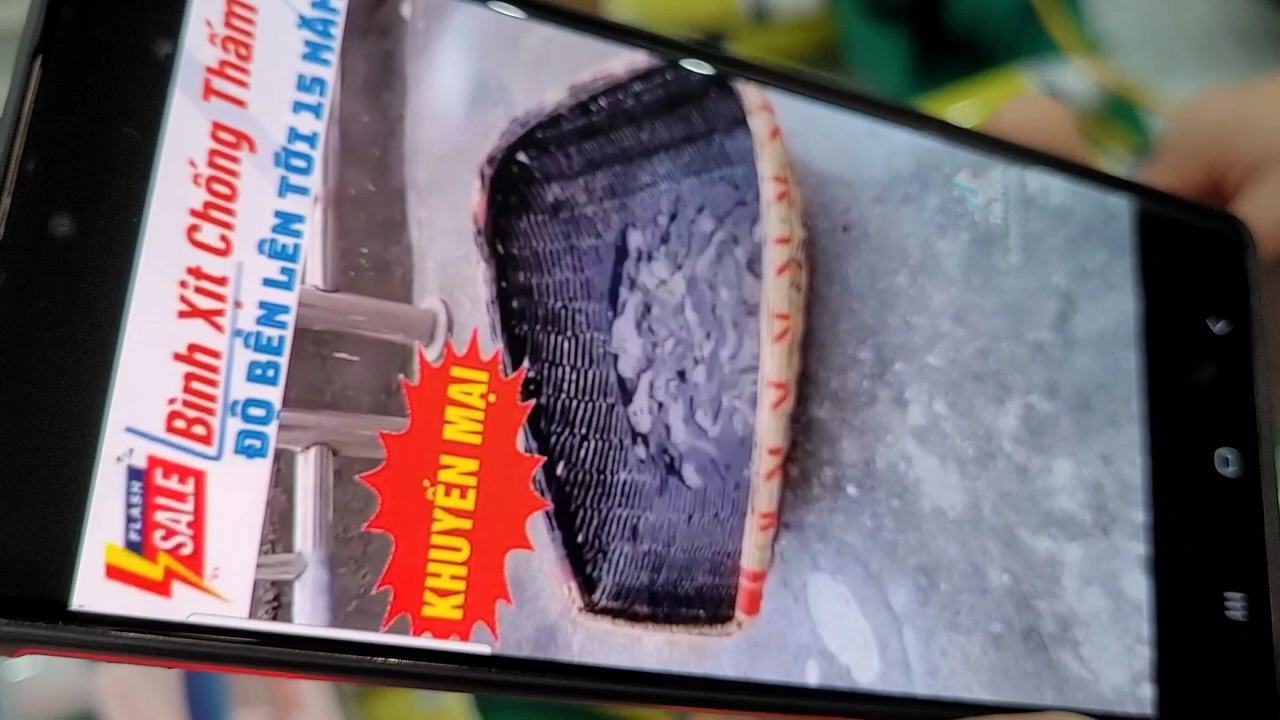 FLASH
SALE
Bình Xịt Chống Thấm
ĐỘ BỀN LÊN TỚI 15 NĂM
KHUYẾN MẠI